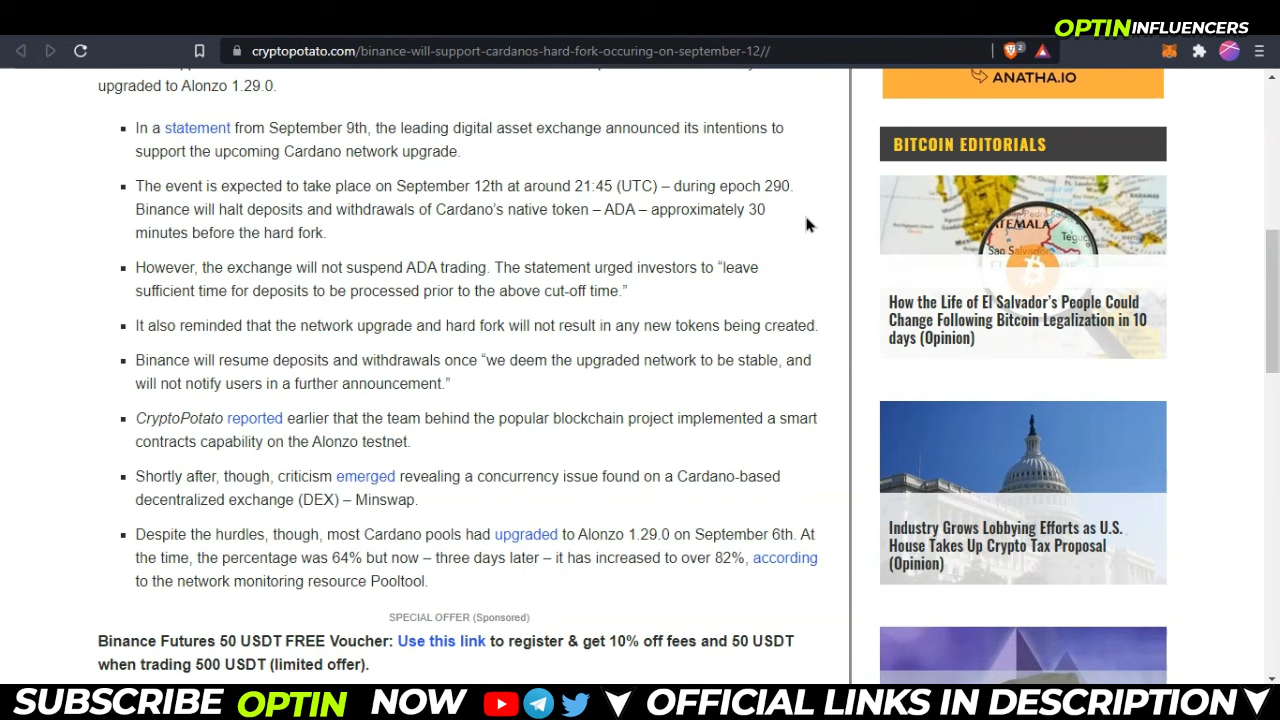 OPTIN INFLUENCERS
cryptopotato.com/binance-will-support-cardanos-hard-fork-occuring-on-september-12//
2
upgraded to Alonzo 1.29.0.
In a statement from September 9th, the leading digital asset exchange announced its intentions to
support the upcoming Cardano network upgrade.
The event is expected to take place on September 12th at around 21:45 (UTC) – during epoch 290.
Binance will halt deposits and withdrawals of Cardano’s native token – ADA – approximately 30
minutes before the hard fork.
However, the exchange will not suspend ADA trading. The statement urged investors to “leave
sufficient time for deposits to be processed prior to the above cut-off time.”
It also reminded that the network upgrade and hard fork will not result in any new tokens being created.
Binance will resume deposits and withdrawals once “we deem the upgraded network to be stable, and
will not notify users in a further announcement.”
CryptoPotato reported earlier that the team behind the popular blockchain project implemented a smart
contracts capability on the Alonzo testnet.
Shortly after, though, criticism emerged revealing a concurrency issue found on a Cardano-based
decentralized exchange (DEX) – Minswap.
Despite the hurdles, though, most Cardano pools had upgraded to Alonzo 1.29.0 on September 6th. At
the time, the percentage was 64% but now – three days later – it has increased to over 82%, according
to the network monitoring resource Pooltool.
SPECIAL OFFER (Sponsored)
Binance Futures 50 USDT FREE Voucher: Use this link to register & get 10% off fees and 50 USDT
when trading 500 USDT (limited offer).
ANATHA.IO
BITCOIN EDITORIALS
How the Life of El Salvador’s People Could
Change Following Bitcoin Legalization in 10
days (Opinion)
Industry Grows Lobbying Efforts as U.S.
House Takes Up Crypto Tax Proposal
(Opinion)
SUBSCRIBE OPTIN NOW OFFICIAL LINKS IN DESCRIPTION